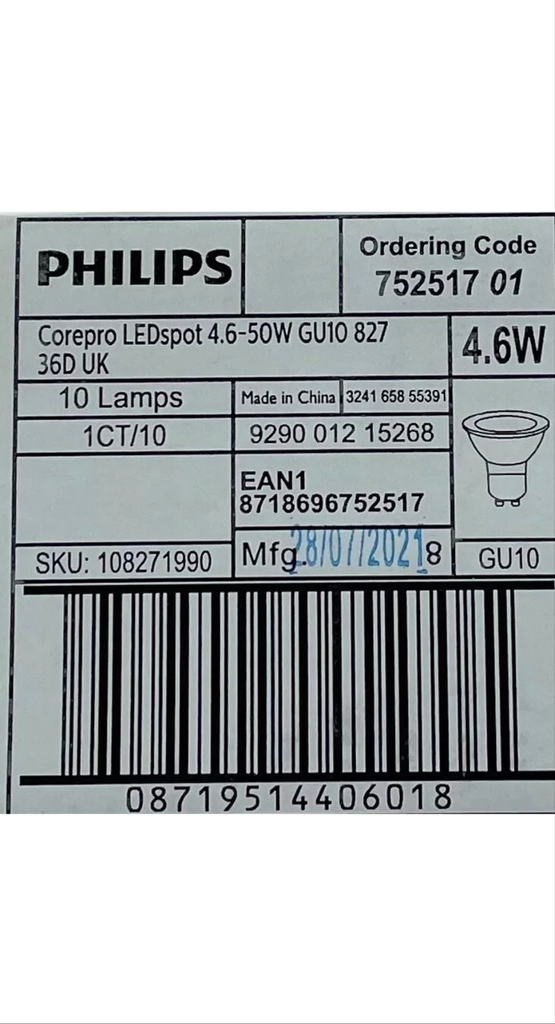 PHILIPS
Ordering Code
752517 01
Corepro LEDspot 4.6-50W GU10 827
36D UK
4.6W
10 Lamps
Made in China
3241 658 55391
1CT/10
9290 012 15268
EAN1
8718696752517
SKU: 108271990
Mfg.
28/07/2021
8
GU10
08719514406018